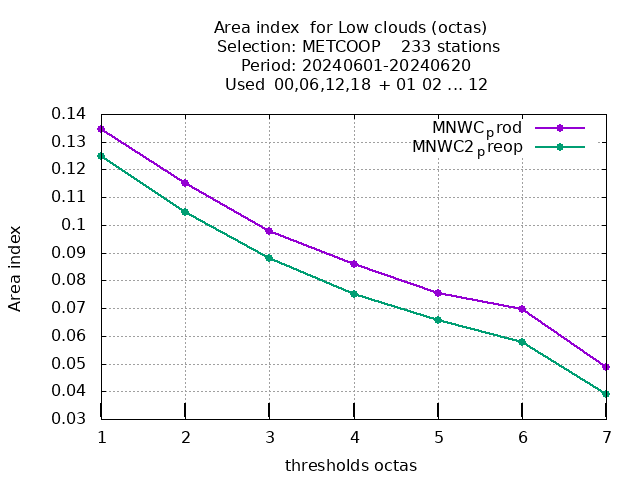 Area index  for Low clouds (octas)
Selection: METCOOP    233 stations
Period: 20240601-20240620
Used  00,06,12,18 + 01 02 ... 12
0.14
0.13
0.12
0.11
0.1
0.09
0.08
0.07
0.06
0.05
0.04
0.03
Area index
MNWCprod
MNWC2preop
1 2 3 4 5 6 7
thresholds octas